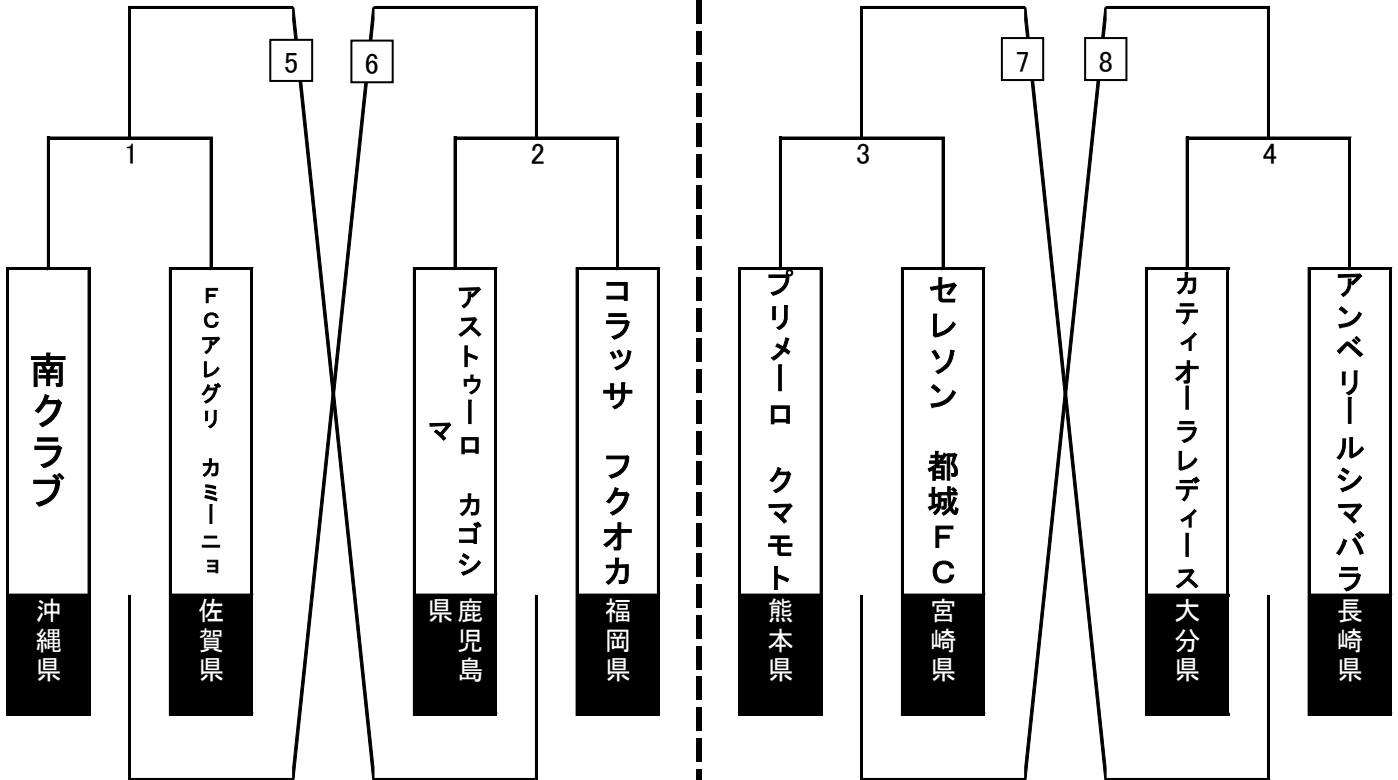 5
6
7
8
1
2
3
4
南クラブ
FCアレグリ カミーニョ
アストゥーロ カゴシ
マ
コラッサ フクオカ
プリメーロ クマモト
セレソン 都城FC
カティオーラレディース
アンベリールシマバラ
沖縄県
佐賀県
鹿児島
県
福岡県
熊本県
宮崎県
大分県
長崎県